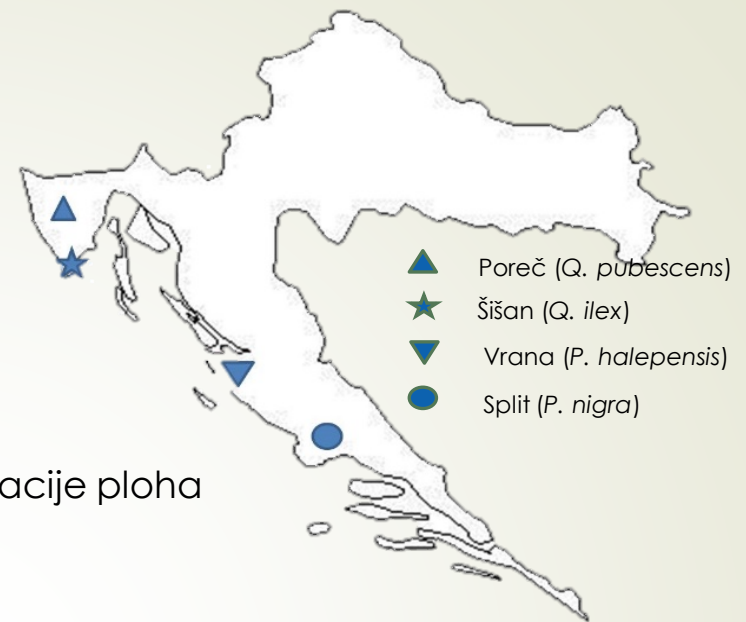 Poreč (Q. pubescens)
Šišan (Q. ilex)
Vrana (P. halepensis)
Split (P. nigra)
acije ploha